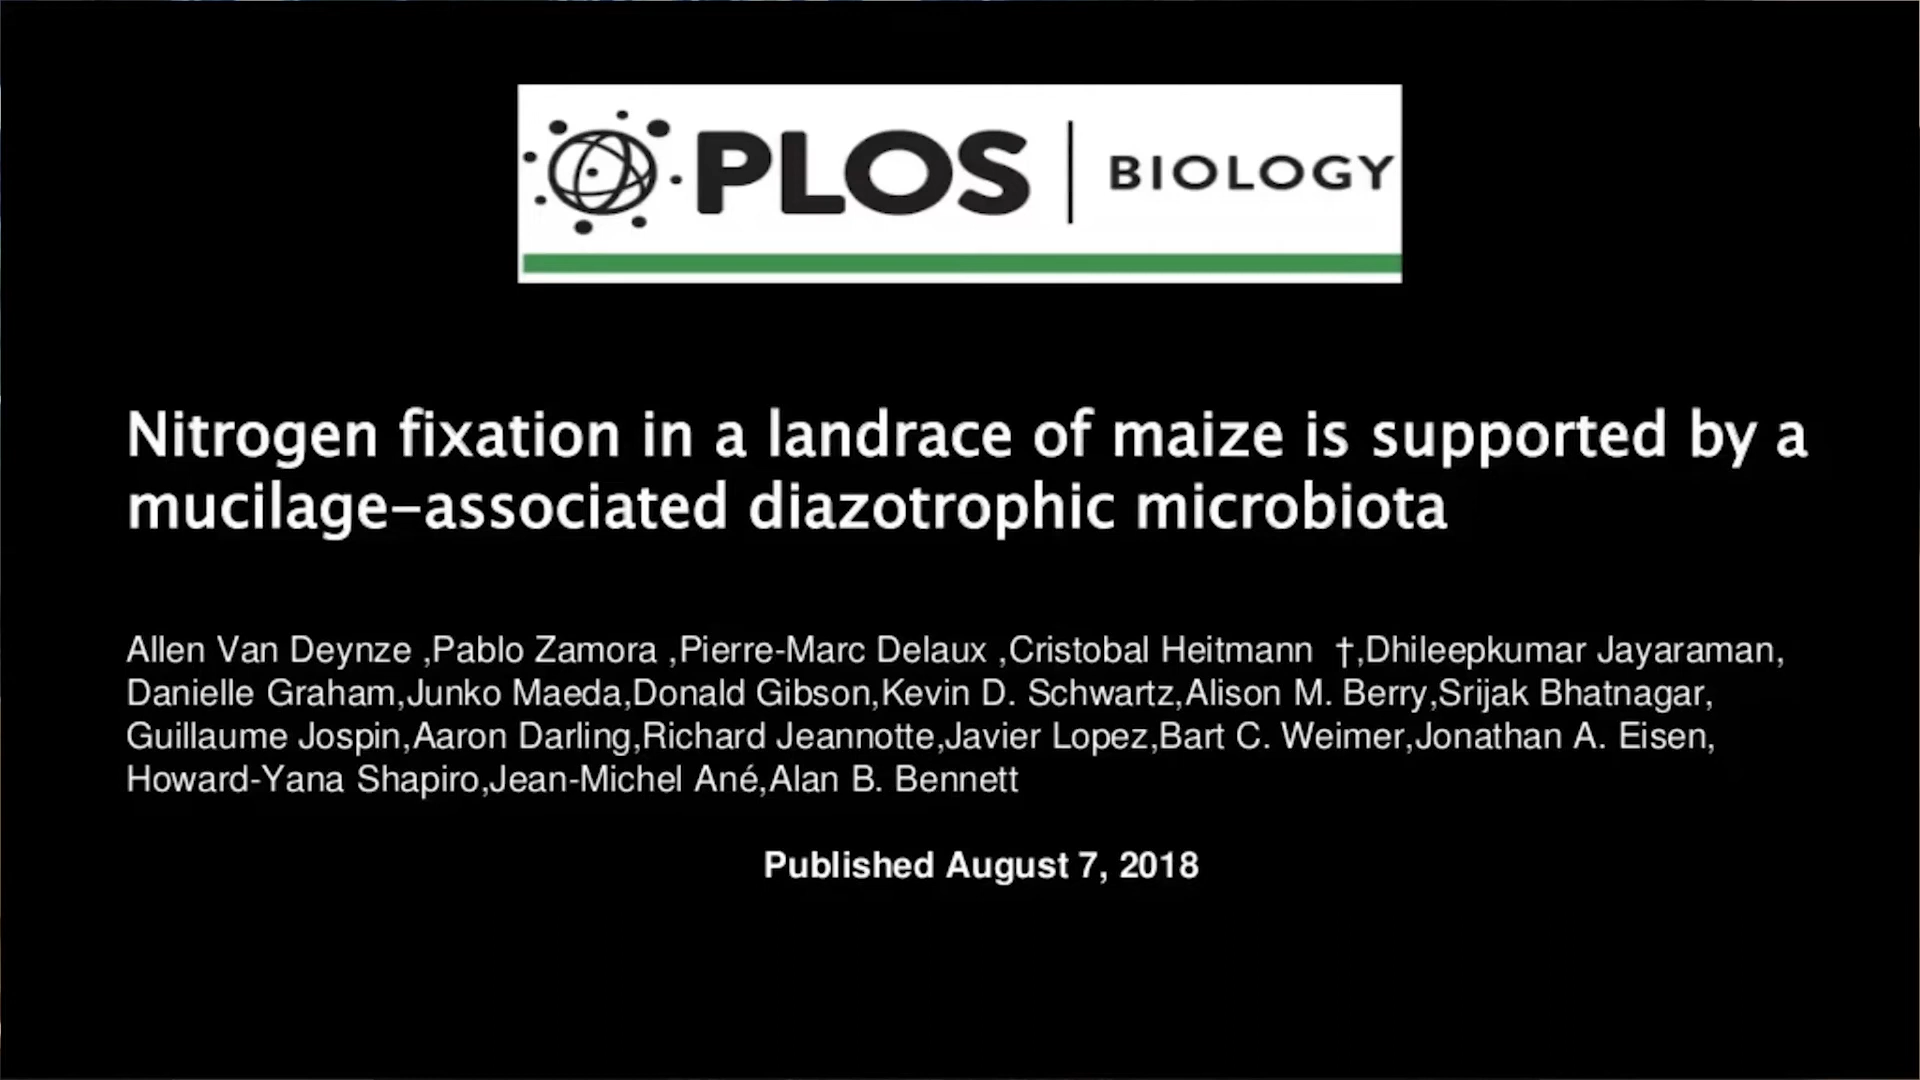 PLOS | BIOLOGY
Nitrogen fixation in a landrace of maize is supported by a
mucilage–associated diazotrophic microbiota
Allen Van Deynze ,Pablo Zamora ,Pierre-Marc Delaux ,Cristobal Heitmann †,Dhileepkumar Jayaraman,
Danielle Graham,Junko Maeda,Donald Gibson,Kevin D. Schwartz,Alison M. Berry,Srijak Bhatnagar,
Guillaume Jospin,Aaron Darling,Richard Jeannotte,Javier Lopez,Bart C. Weimer,Jonathan A. Eisen,
Howard-Yana Shapiro,Jean-Michel Ané,Alan B. Bennett
Published August 7, 2018